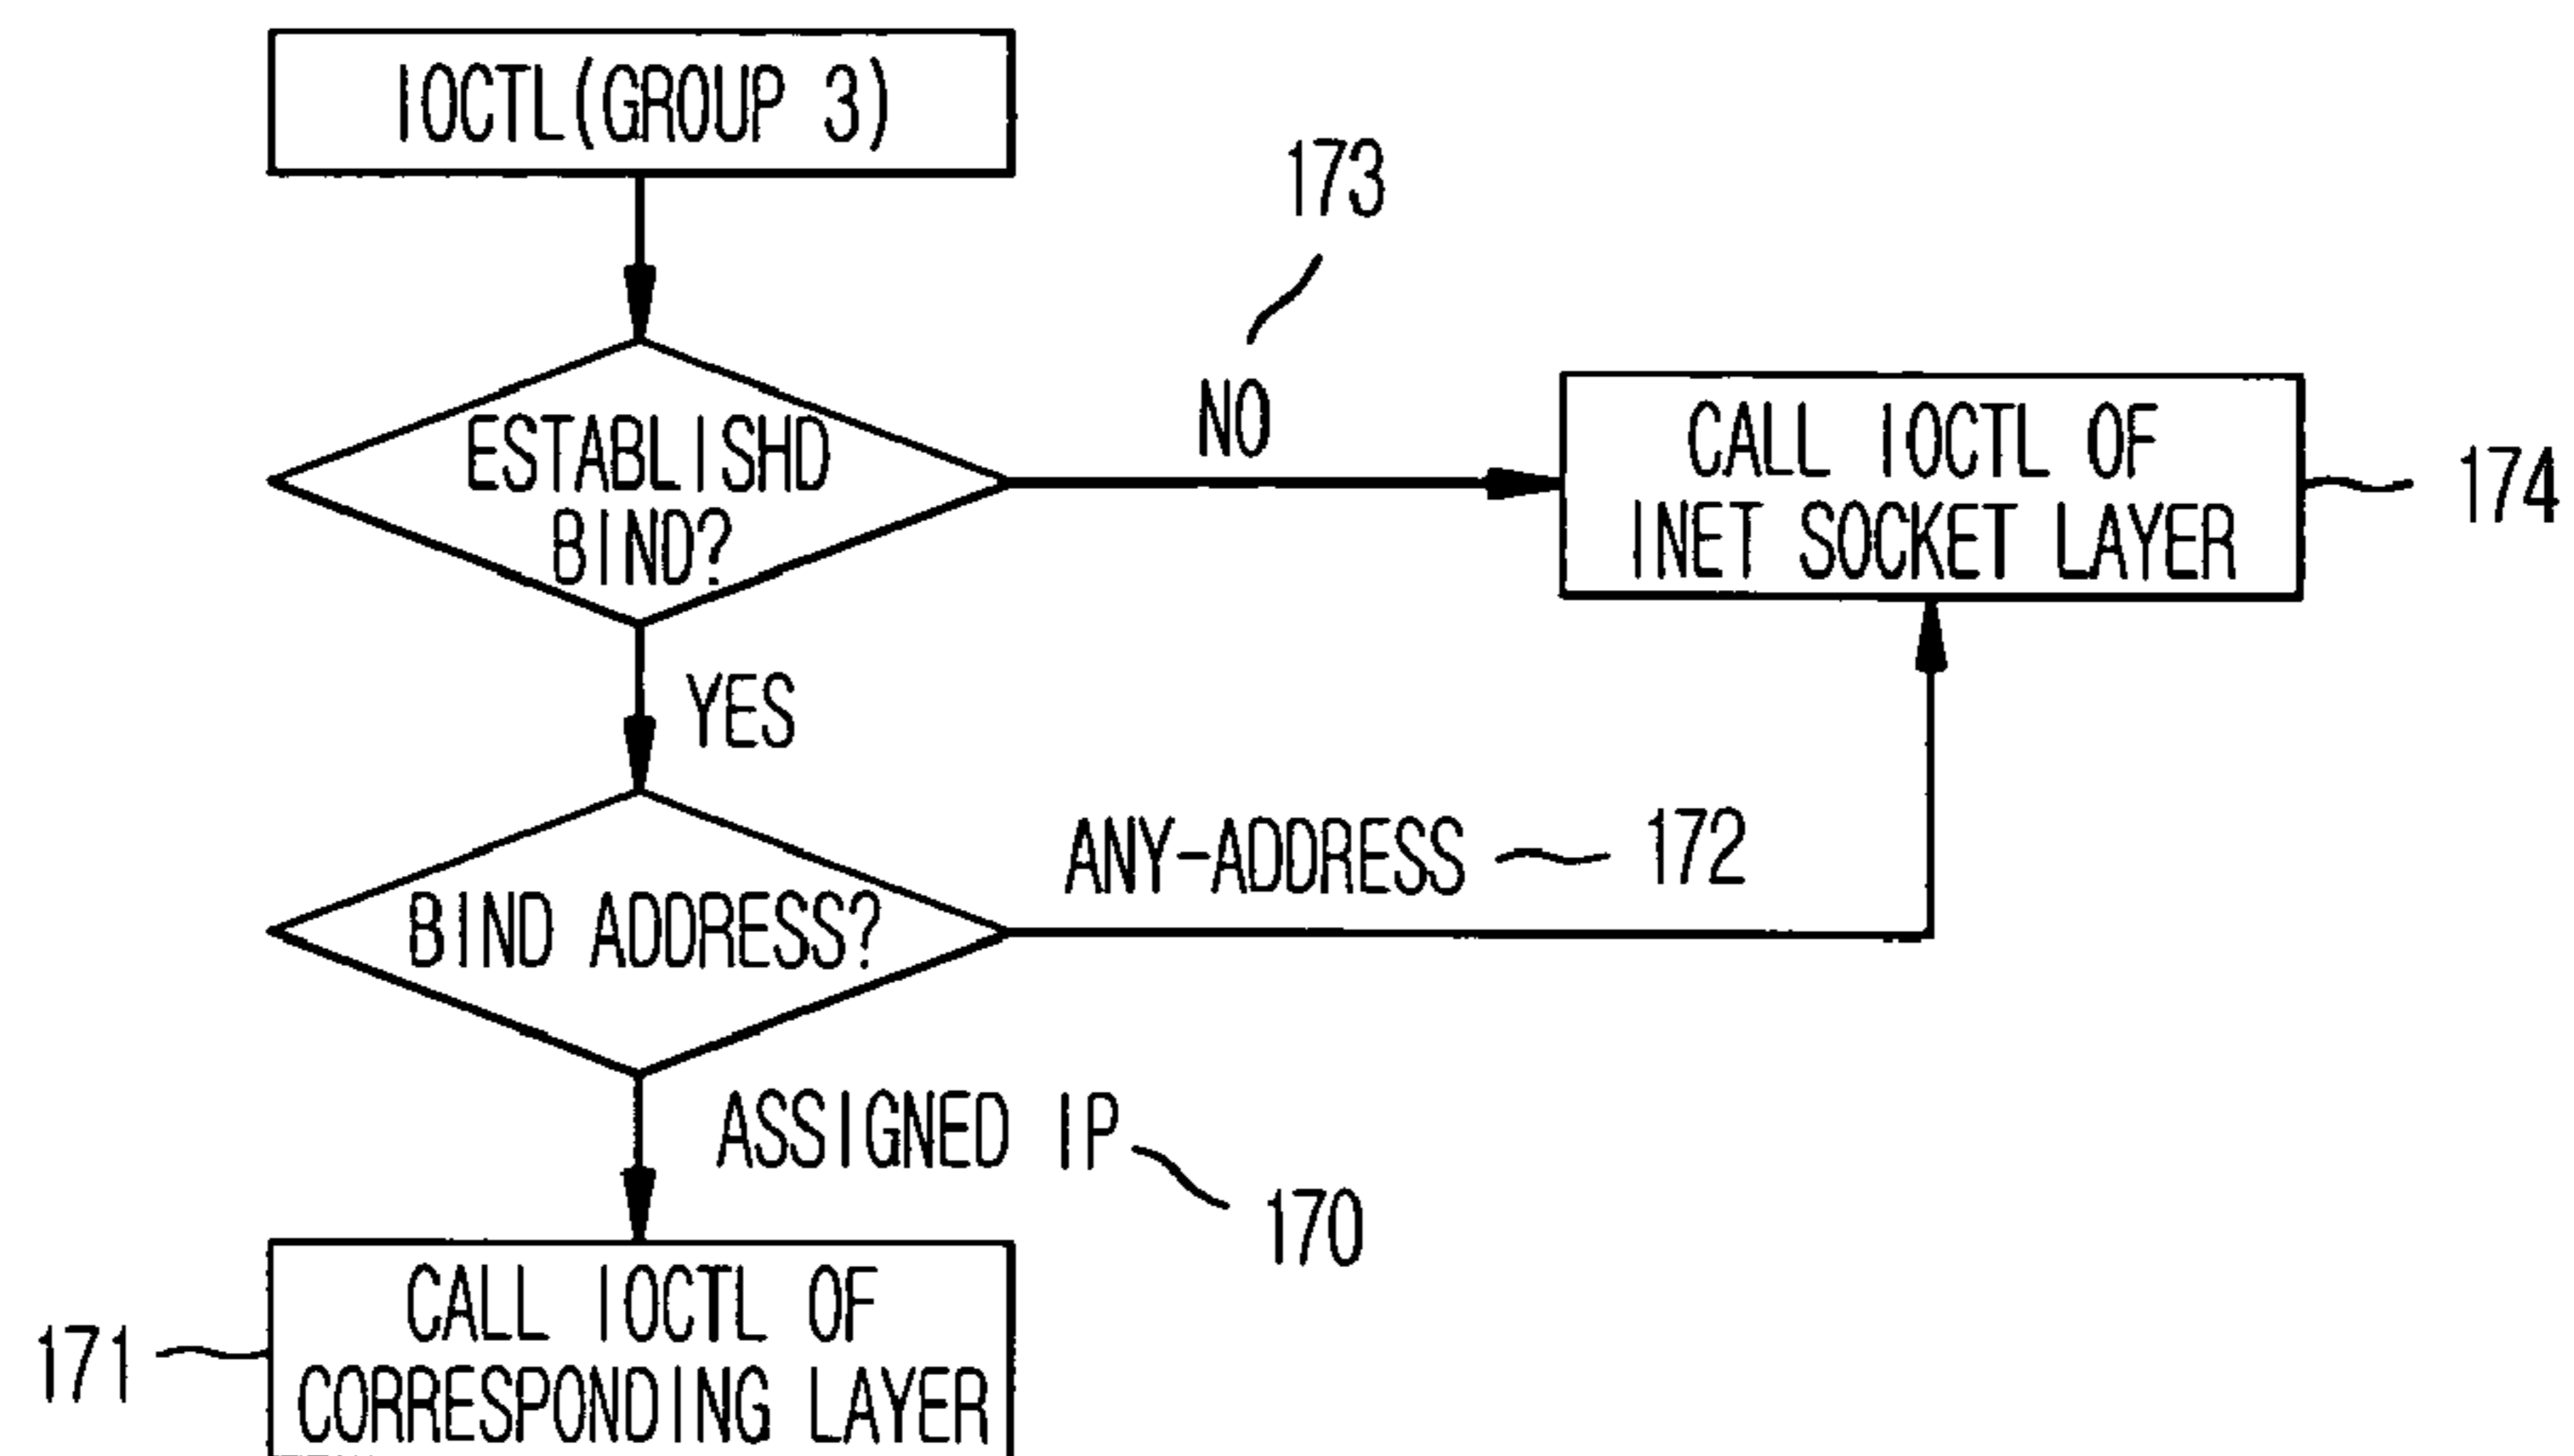 IOCTL(GROUP 3)
173
ESTABLISHD
BIND?
NO
CALL IOCTL OF
INET SOCKET LAYER
174
YES
BIND ADDRESS?
ANY-ADDRESS
172
ASSIGNED IP
170
171
CALL IOCTL OF
CORRESPONDING LAYER